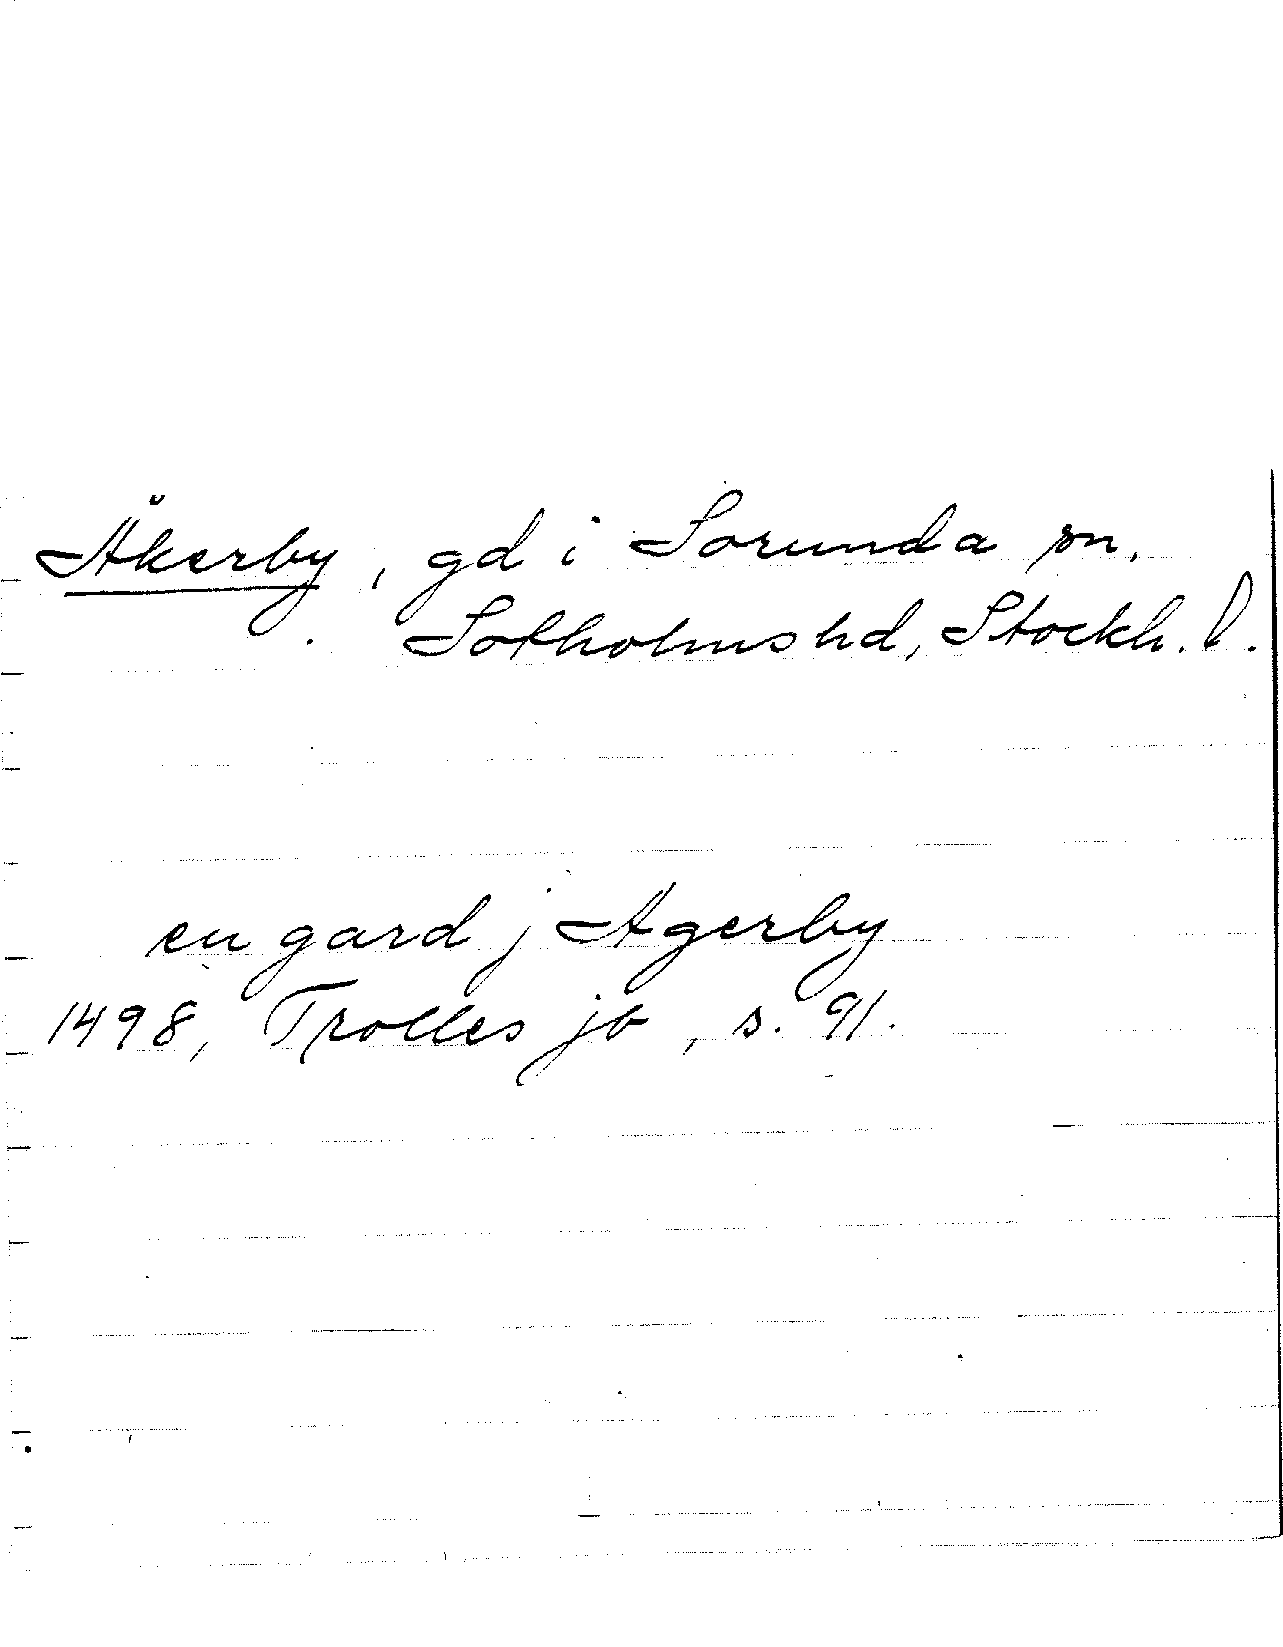 Åkerby, gd i Sorunda sn.
Sotholms hd, Stockh. l.
en gard j Agerby
1498, Trolles jb, s. 91.